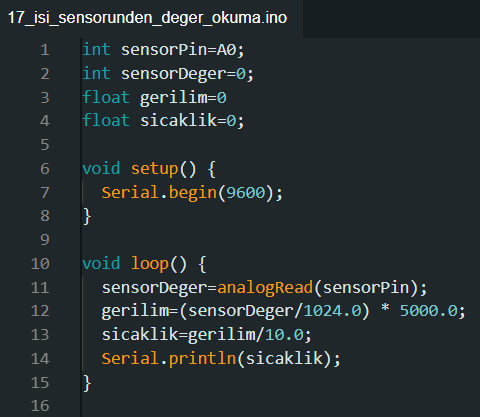 17_isi_sensorunden_deger_okuma.ino
1 int sensorPin=A0;
2 int sensorDeger=0;
3 float gerilim=0
4 float sicaklik=0;
5
6 void setup() {
7   Serial.begin(9600);
8 }
9
10 void loop() {
11   sensorDeger=analogRead(sensorPin);
12   gerilim=(sensorDeger/1024.0) * 5000.0;
13   sicaklik=gerilim/10.0;
14   Serial.println(sicaklik);
15 }
16